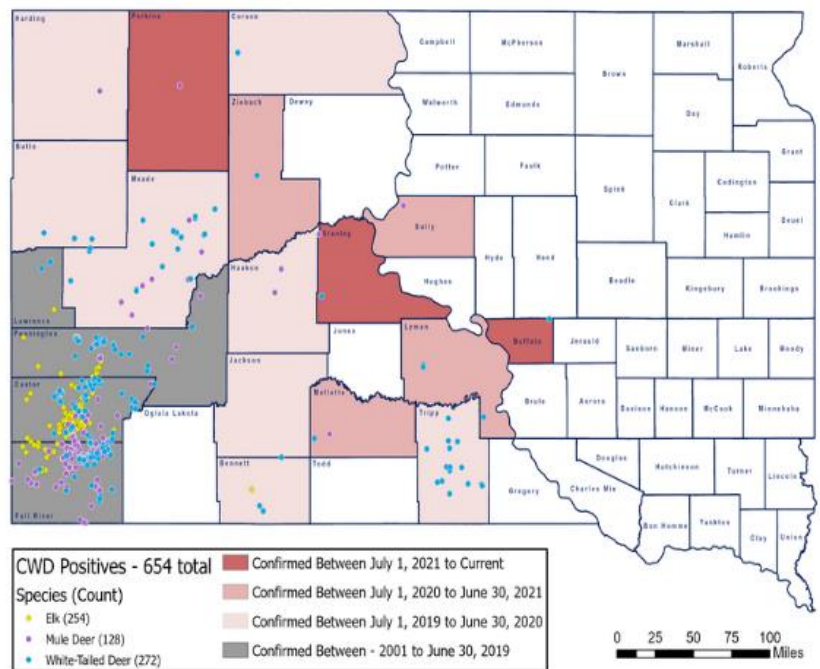 Harding
Perkins
Corson
Campbell
McPherson
Marshall
Roberts
Brown
Walworth
Edmunds
Day
Ziebach
Dewey
Butte
Meade
Potter
Faulk
Grant
Codington
Spink
Clark
Deuel
Hamlin
Sully
Stanley
Hyde
Hand
Haakon
Hughes
Beadle
Kingsbury
Brookings
Lawrence
Pennington
Jones
Lyman
Buffalo
Jerauld
Sanborn
Miner
Lake
Moody
Jackson
Custer
Oglala Lakota
Mellette
Tripp
Brule
Aurora
Davison
Hanson
McCook
Minnehaha
Bennett
Todd
Gregory
Douglas
Charles Mix
Hutchinson
Turner
Lincoln
Fall River
Bon Homme
Yankton
Clay
Union
CWD Positives - 654 total
Species (Count)
Elk (254)
Mule Deer (128)
White-Tailed Deer (272)
Confirmed Between July 1, 2021 to Current
Confirmed Between July 1, 2020 to June 30, 2021
Confirmed Between July 1, 2019 to June 30, 2020
Confirmed Between - 2001 to June 30, 2019
0 12.5 25 50 75 100
Miles